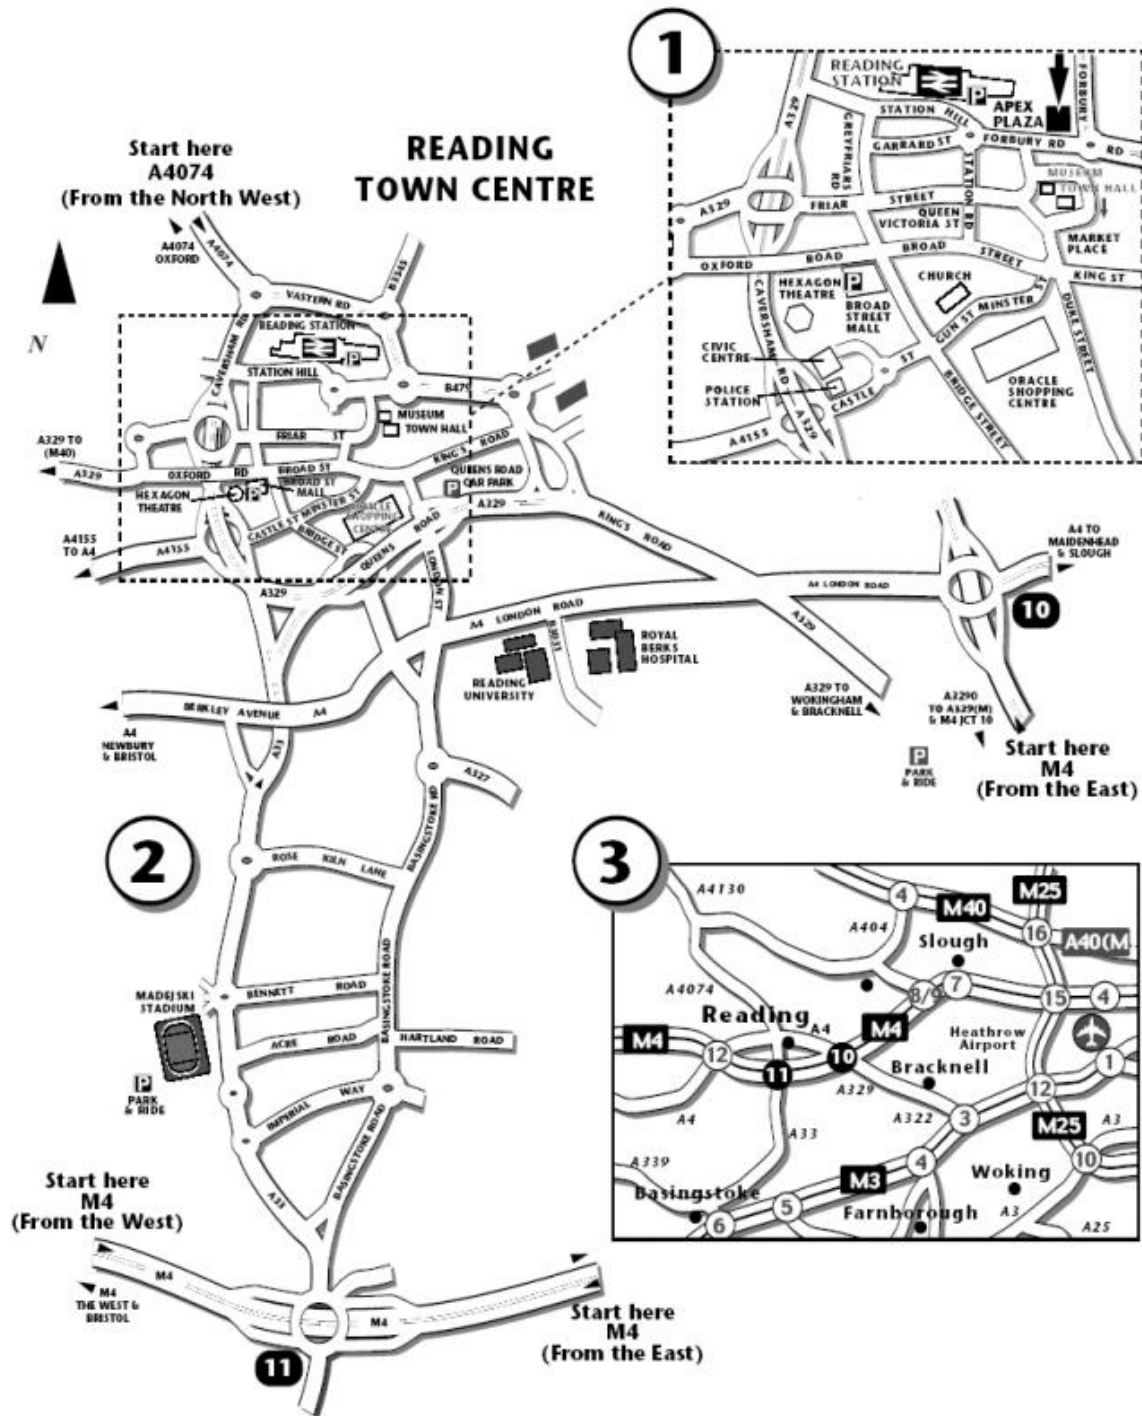 1
READING
STATION
P
APEX
PLAZA
FORBURY
A329
STATION HILL
GREYFRIARS
RD
GARRARD ST
FORBURY RD
RD
STATION RD
MUSEUM
TOWN HALL
A329
FRIAR STREET
QUEEN
VICTORIA ST
MARKET
PLACE
OXFORD ROAD
BROAD STREET
KING ST
HEXAGON
THEATRE
P
BROAD
STREET
MALL
CHURCH
GUN ST
MINSTER ST
DUKE STREET
CAVERSHAM RD
CIVIC
CENTRE
POLICE
STATION
CASTLE ST
BRIDGE STREET
ORACLE
SHOPPING
CENTRE
A4155
A329
READING
TOWN CENTRE
Start here
A4074
(From the North West)
A4074
OXFORD
A4074
N
VASTERN RD
B3345
READING STATION
P
CAVERSHAM RD
STATION HILL
B479
MUSEUM
TOWN HALL
A329 TO
(M40)
A329
FRIAR ST
KING'S ROAD
OXFORD RD
BROAD ST
BROAD ST
MALL
HEXAGON
THEATRE
P
QUEENS ROAD
CAR PARK
P
A329
CASTLE ST
MINSTER ST
ORACLE
SHOPPING
CENTRE
BRIDGE ST
QUEENS ROAD
A4155
TO A4
A4155
A329
LONDON ST
KING'S
ROAD
A4 TO
MAIDENHEAD
& SLOUGH
A4 LONDON ROAD
10
A4 LONDON ROAD
READING
UNIVERSITY
ROYAL
BERKS
HOSPITAL
A329
A329 TO
WOKINGHAM
& BRACKNELL
A3290
TO A329(M)
& M4 JCT 10
P
PARK
& RIDE
Start here
M4
(From the East)
BERKLEY AVENUE A4
A4
NEWBURY
& BRISTOL
A33
A327
BASINGSTOKE RD
2
ROSE KILN LANE
BASINGSTOKE ROAD
MADEJSKI
STADIUM
BENNETT ROAD
ACRE ROAD
HARTLAND ROAD
P
PARK
& RIDE
IMPERIAL WAY
BASINGSTOKE ROAD
A33
Start here
M4
(From the West)
M4
M4
THE WEST &
BRISTOL
M4
Start here
M4
(From the East)
11
3
A4130
4
M40
M25
A404
16
A40(M
Slough
A4074
8/9
7
15
4
Reading
A4
M4
M4
Heathrow
Airport
12
11
10
Bracknell
1
A4
A329
12
A322
3
M25
A3
A33
A339
4
10
Basingstoke
M3
Woking
5
6
Farnborough
A3
A25